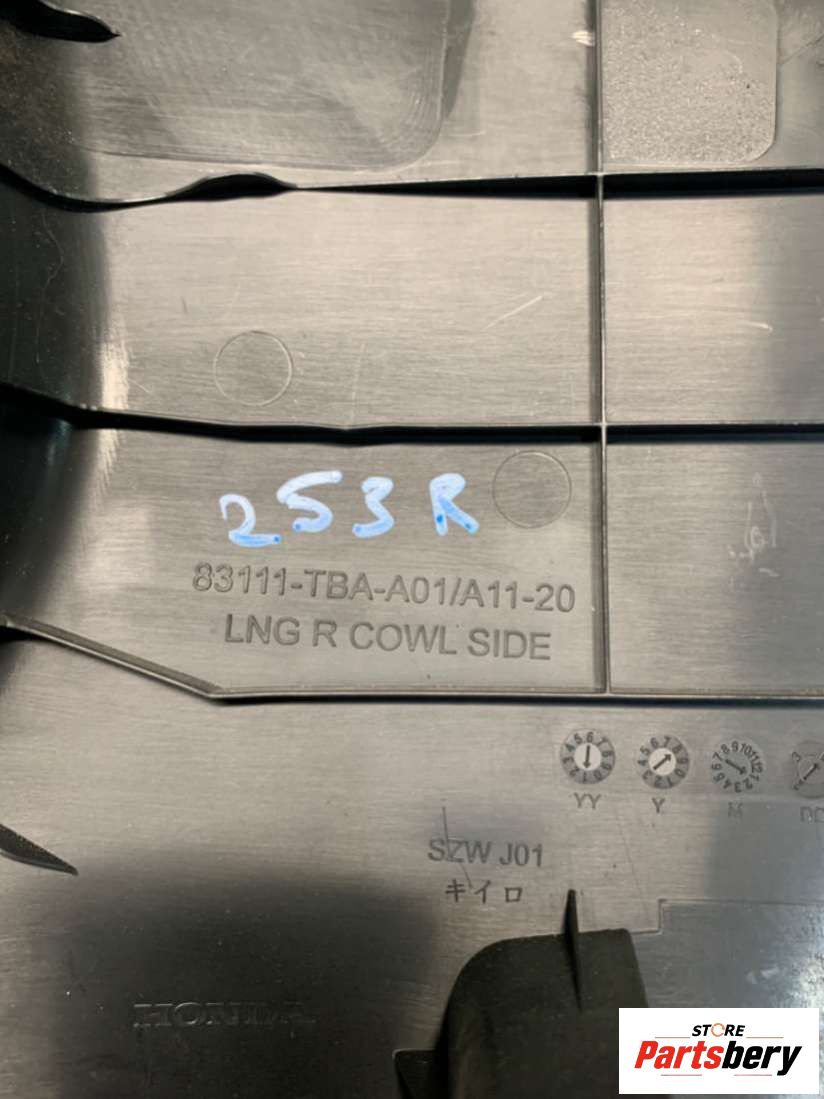 253R
83111-TBA-A01/A11-20
LNG R COWL SIDE
YY Y M
SZW J01
キイロ
HONDA
STORE
Partsbery